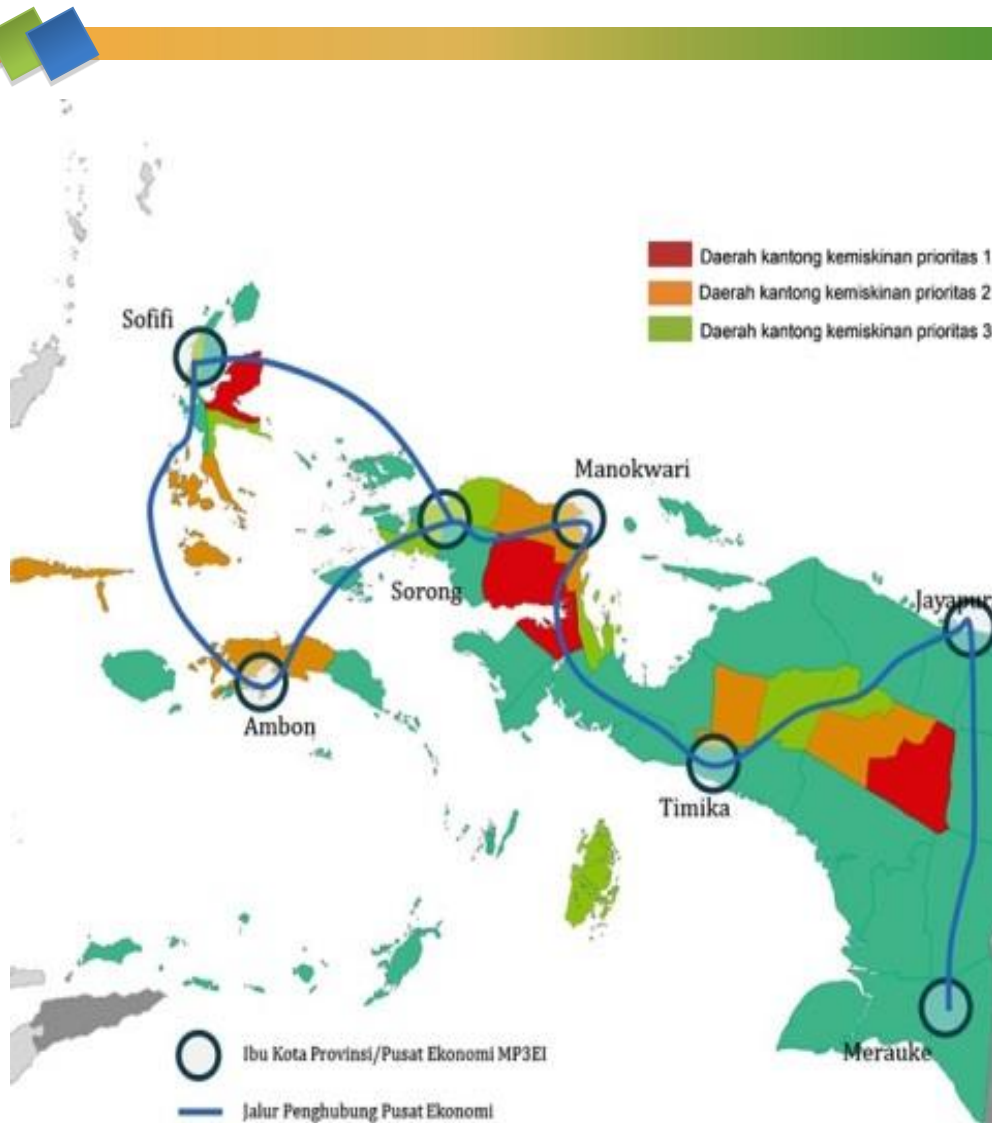 Daerah kantong kemiskinan prioritas 1
Daerah kantong kemiskinan prioritas 2
Daerah kantong kemiskinan prioritas 3
Sofifi
Manokwari
Sorong
Jayapur
Ambon
Timika
Merauke
Ibu Kota Provinsi/Pusat Ekonomi MP3EI
Jalur Penghubung Pusat Ekonomi